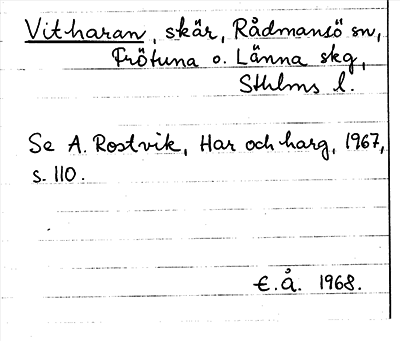 Vitharan, skär, Rådmansö sn,
Frötuna o. Länna skg,
Sthlms l.
Se A. Rostvik, Har och harg, 1967,
s. 110.
E.Å. 1968.